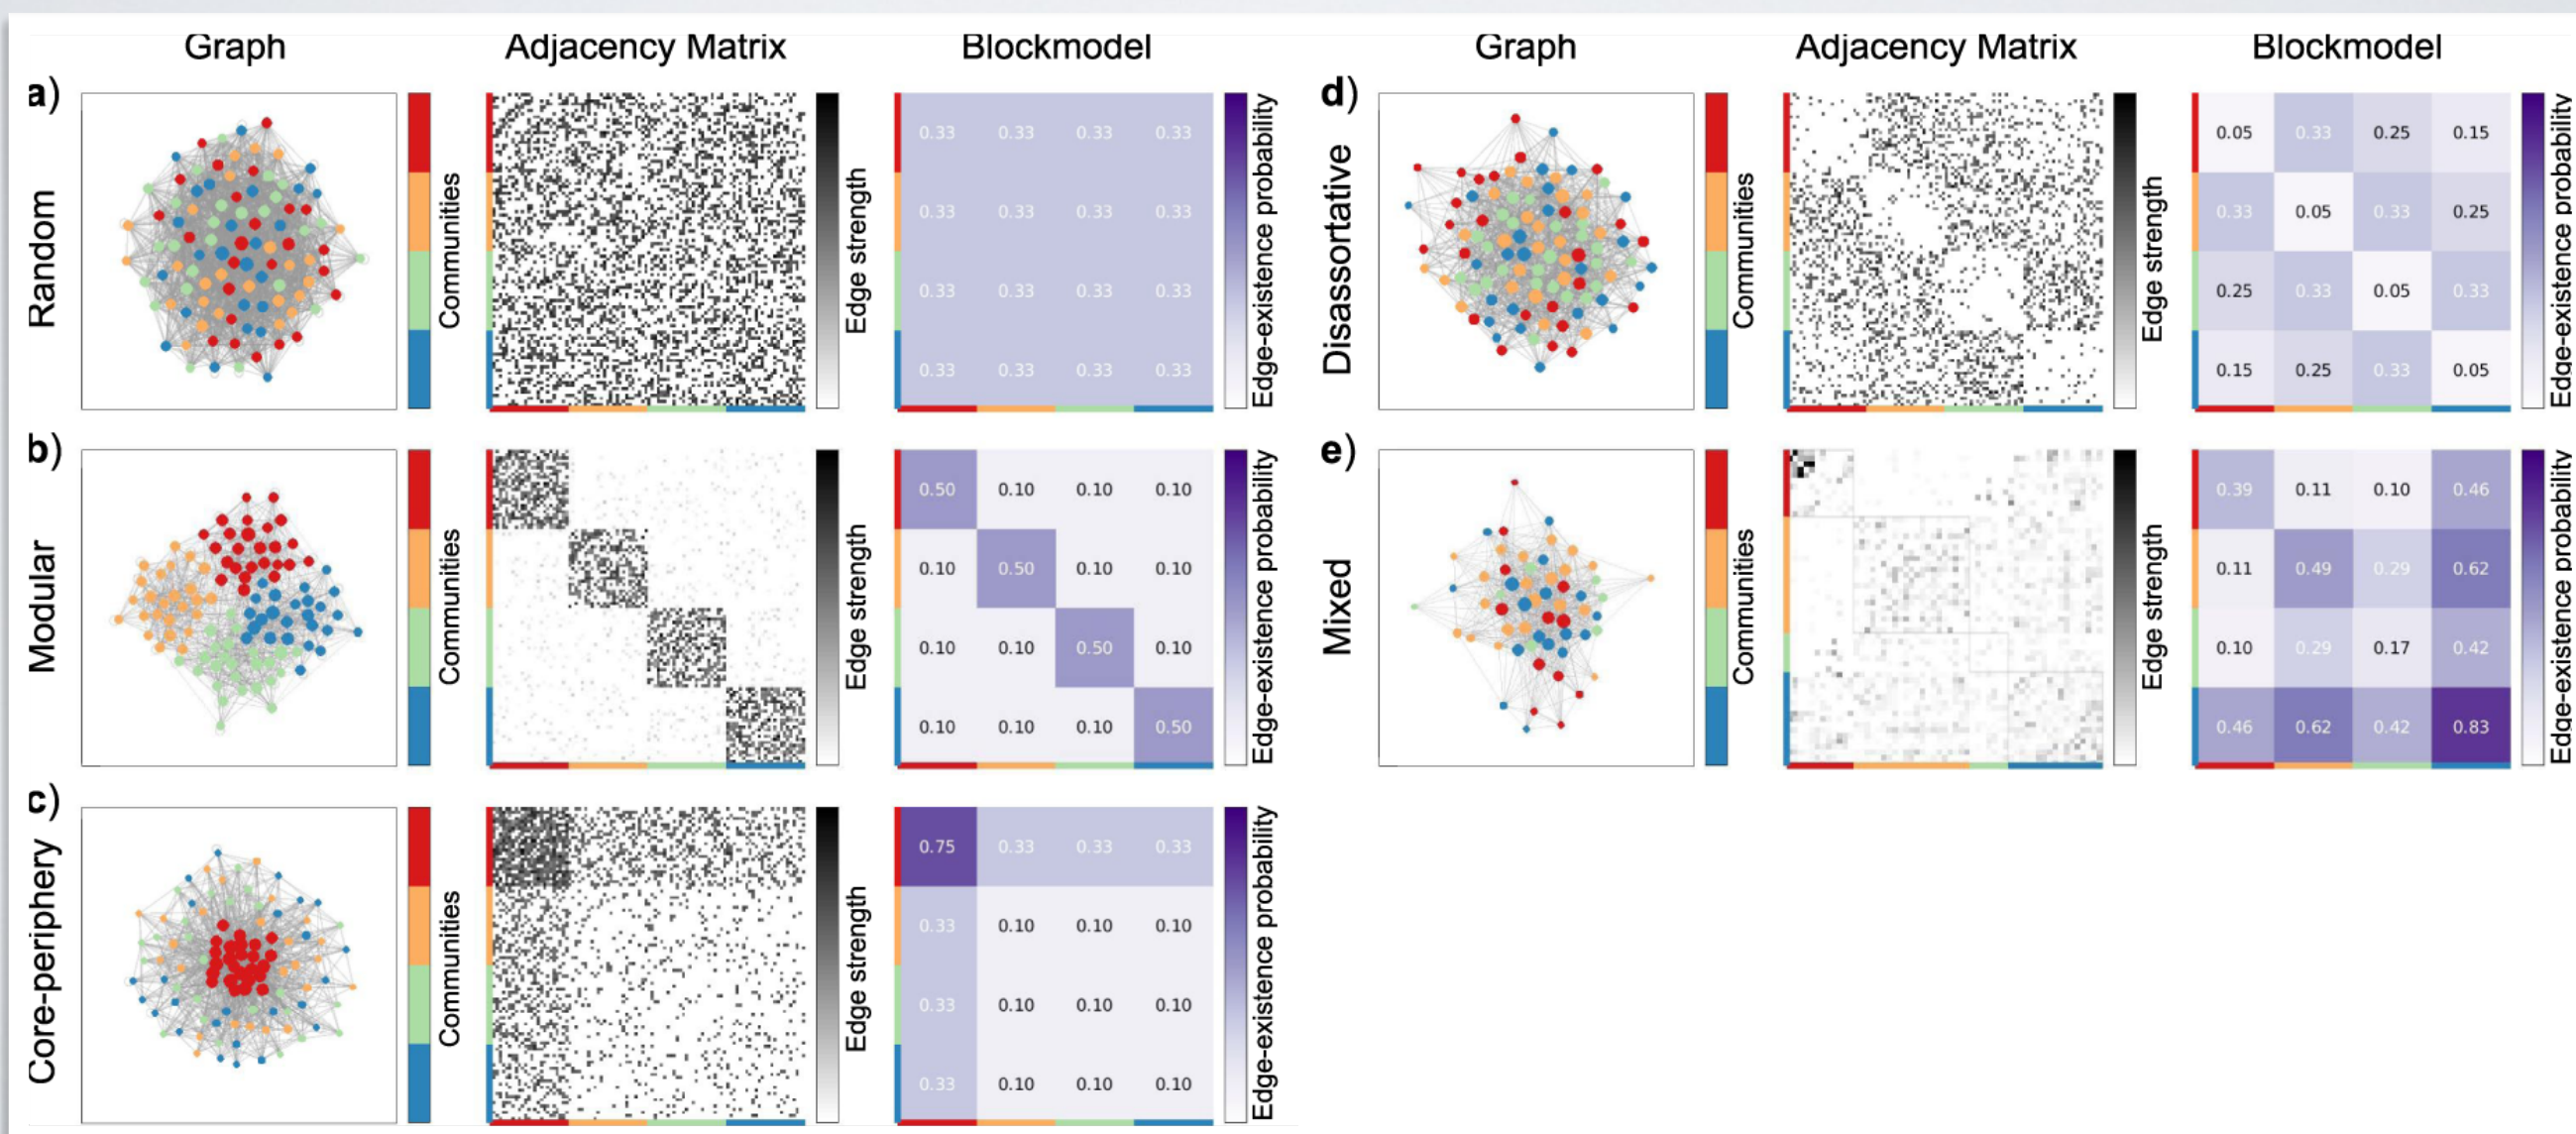 Graph Adjacency Matrix Blockmodel Graph Adjacency Matrix Blockmodel
a)
Random
Communities
Edge strength
0.33 0.33 0.33 0.33
0.33 0.33 0.33 0.33
0.33 0.33 0.33 0.33
0.33 0.33 0.33 0.33
Edge-existence probability
d)
Disassortative
Communities
Edge strength
0.05 0.33 0.25 0.15
0.33 0.05 0.33 0.25
0.25 0.33 0.05 0.33
0.15 0.25 0.33 0.05
Edge-existence probability
b)
Modular
Communities
Edge strength
0.50 0.10 0.10 0.10
0.10 0.50 0.10 0.10
0.10 0.10 0.50 0.10
0.10 0.10 0.10 0.50
Edge-existence probability
e)
Mixed
Communities
Edge strength
0.39 0.11 0.10 0.46
0.11 0.49 0.29 0.62
0.10 0.29 0.17 0.42
0.46 0.62 0.42 0.83
Edge-existence probability
c)
Core-periphery
Communities
Edge strength
0.75 0.33 0.33 0.33
0.33 0.10 0.10 0.10
0.33 0.10 0.10 0.10
0.33 0.10 0.10 0.10
Edge-existence probability